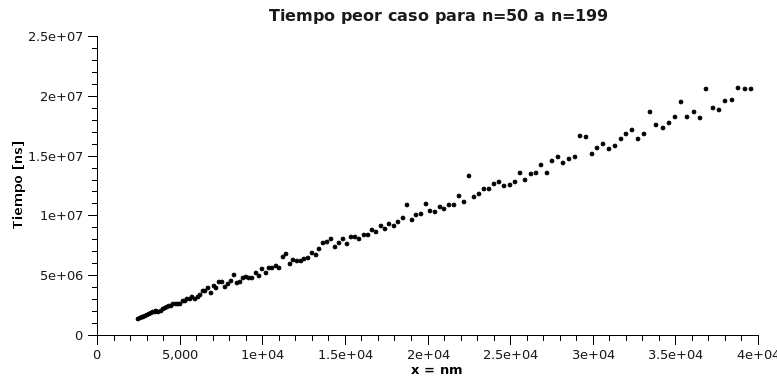 Tiempo peor caso para n=50 a n=199
2.5e+07
2e+07
1.5e+07
1e+07
5e+06
0
Tiempo [ns]
0 5,000 1e+04 1.5e+04 2e+04 2.5e+04 3e+04 3.5e+04 4e+0
x = nm